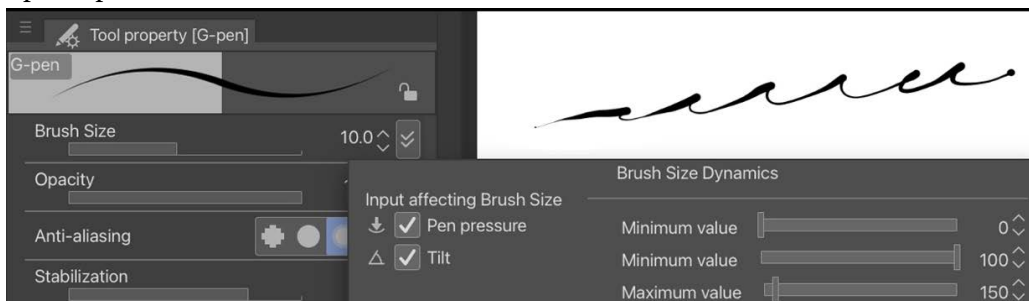 Tool property [G-pen]
G-pen
Brush Size 10.0
Opacity
Anti-aliasing
Stabilization
Brush Size Dynamics
Input affecting Brush Size
Pen pressure
Tilt
Minimum value 0
Minimum value 100
Maximum value 150